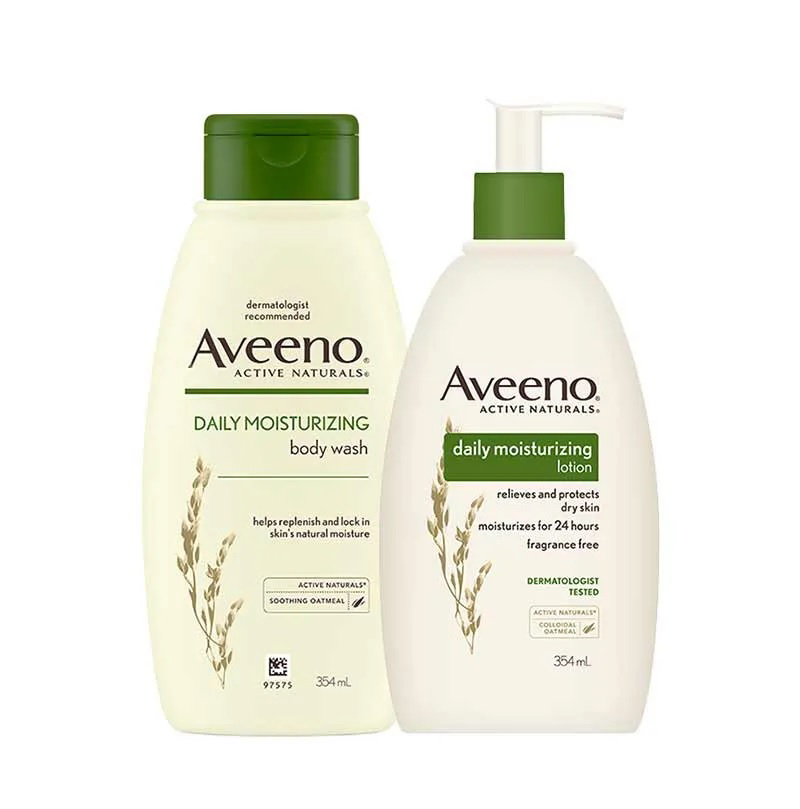 dermatologist
recommended
Aveeno®
ACTIVE NATURALS®
DAILY MOISTURIZING
body wash
helps replenish and lock in
skin's natural moisture
ACTIVE NATURALS®
SOOTHING OATMEAL
97575
354 mL
Aveeno®
ACTIVE NATURALS®
daily moisturizing
lotion
relieves and protects
dry skin
moisturizes for 24 hours
fragrance free
DERMATOLOGIST
TESTED
ACTIVE NATURALS®
COLLOIDAL
OATMEAL
354 mL